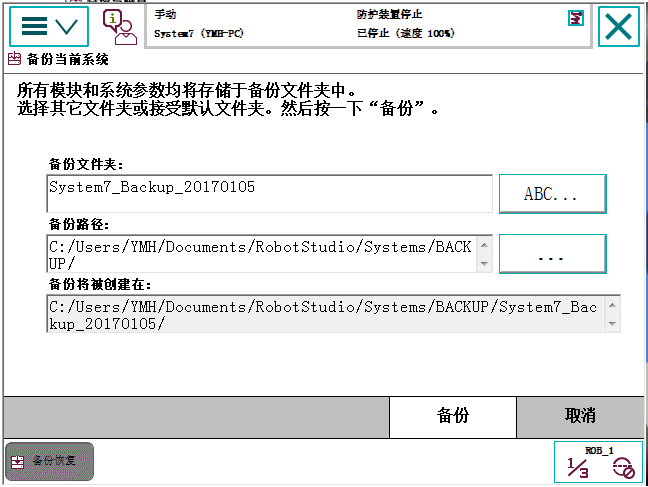 手动
System7 (YMH-PC)
防护装置停止
已停止 (速度 100%)
备份当前系统
所有模块和系统参数均将存储于备份文件夹中。
选择其它文件夹或接受默认文件夹。然后按一下“备份”。
备份文件夹：
System7_Backup_20170105
ABC...
备份路径：
C:/Users/YMH/Documents/RobotStudio/Systems/BACK
UP/
...
备份将被创建在：
C:/Users/YMH/Documents/RobotStudio/Systems/BACKUP/System7_Bac
kup_20170105/
备份
取消
备份恢复
ROB_1
1/3